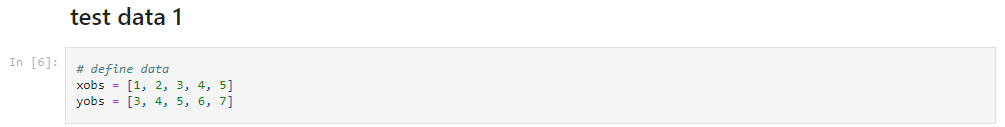 test data 1
In [6]:
# define data
xobs = [1, 2, 3, 4, 5]
yobs = [3, 4, 5, 6, 7]